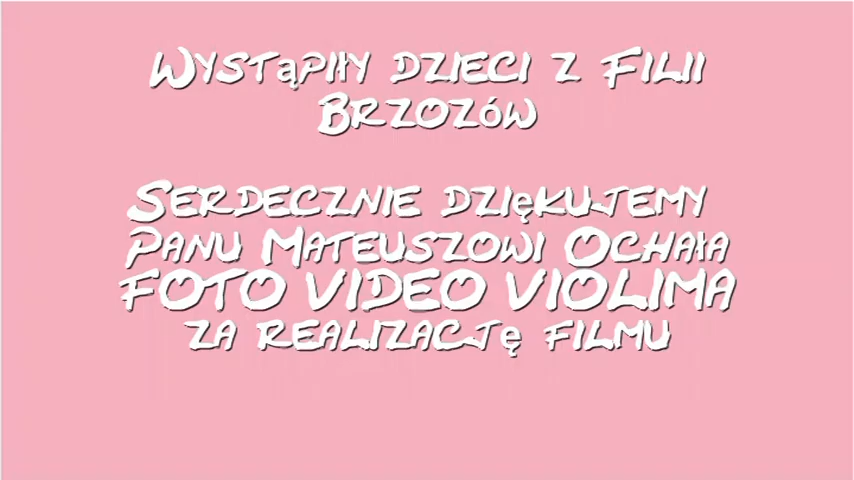 Wystąpiły dzieci z Filii
Brzozów
Serdecznie dziękujemy
Panu Mateuszowi Ochała
FOTO VIDEO VIOLIMA
za realizację filmu